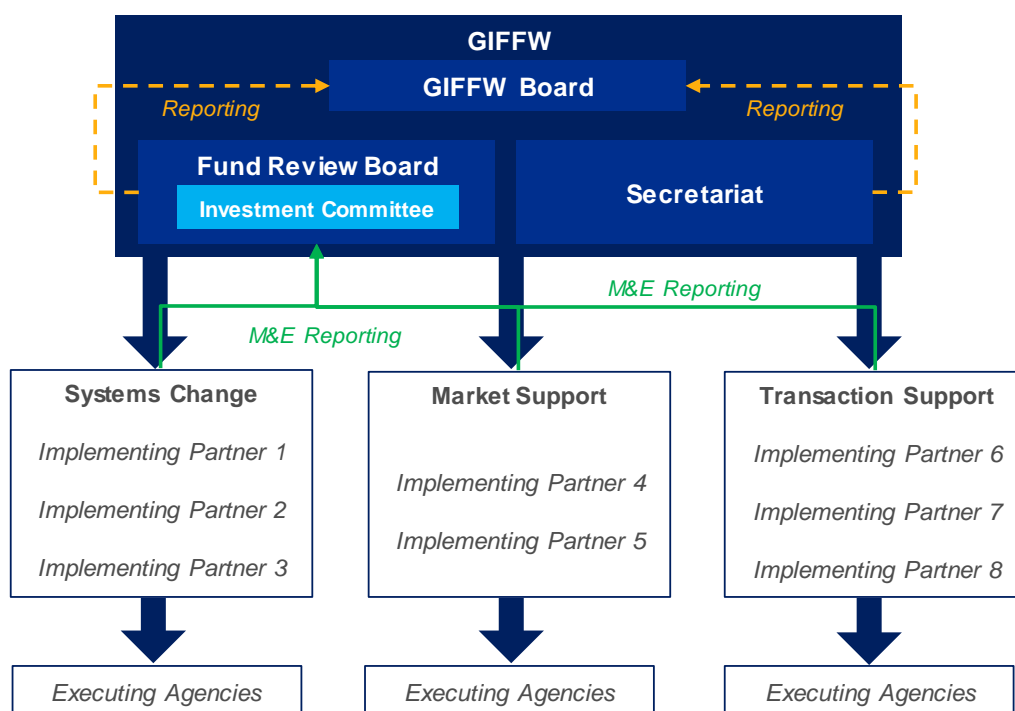 GIFFW
GIFFW Board
Reporting
Reporting
Fund Review Board
Investment Committee
Secretariat
M&E Reporting
M&E Reporting
Systems Change
Implementing Partner 1
Implementing Partner 2
Implementing Partner 3
Market Support
Implementing Partner 4
Implementing Partner 5
Transaction Support
Implementing Partner 6
Implementing Partner 7
Implementing Partner 8
Executing Agencies
Executing Agencies
Executing Agencies